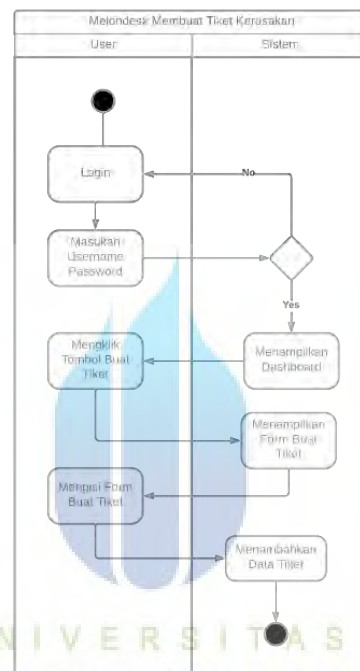 Melondesk Membuat Tiket Kerusakan
User
Sistem
Login
No
Masukan
Username
Password
Yes
Mengklik
Tombol Buat
Tiket
Menampilkan
Dashboard
Menampilkan
Form Buat
Tiket
Mengisi Form
Buat Tiket
Menambahkan
Data Tiket
N I V E R S I T A S